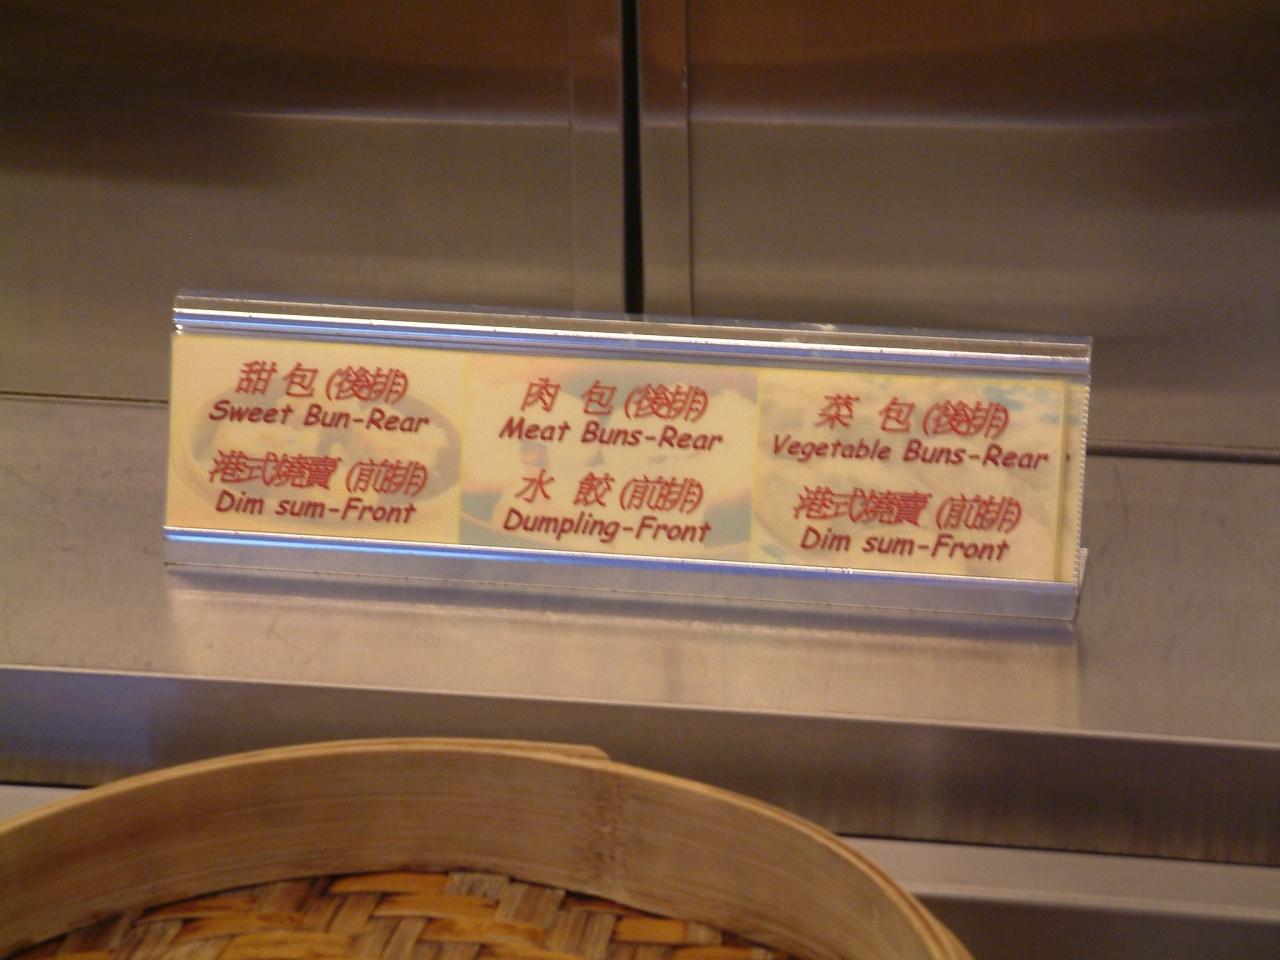 甜包(後排)
Sweet Bun-Rear
港式燒賣(前排)
Dim sum-Front
肉包(後排)
Meat Buns-Rear
水餃(前排)
Dumpling-Front
菜包(後排)
Vegetable Buns-Rear
港式燒賣(前排)
Dim sum-Front